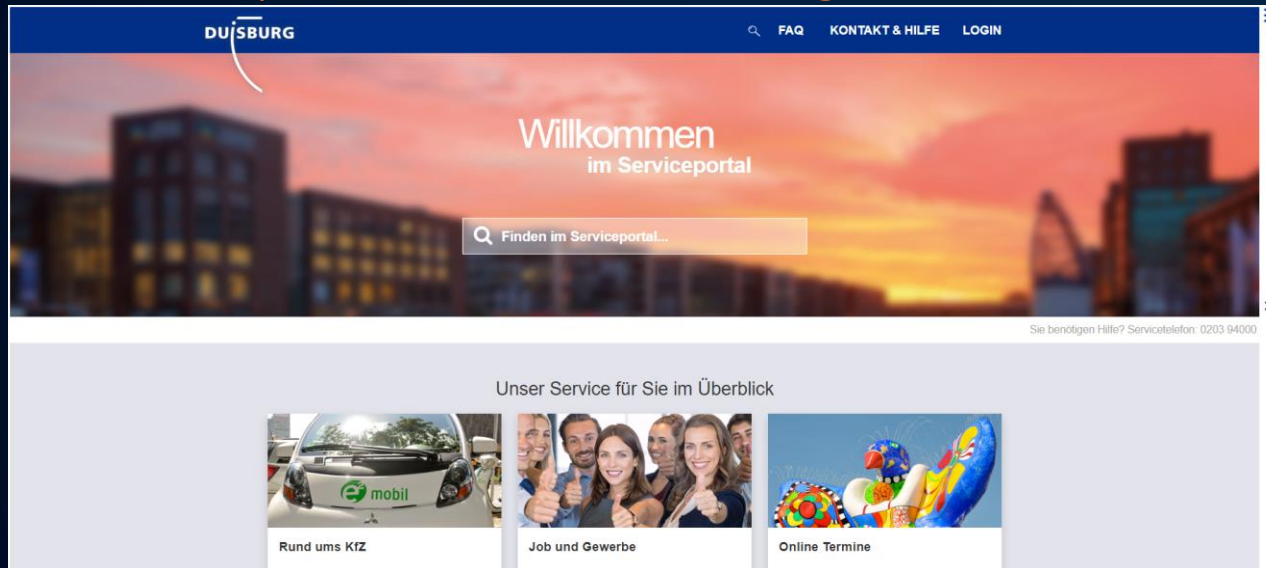 DUISBURG
FAQ KONTAKT & HILFE LOGIN
Willkommen
im Serviceportal
Finden im Serviceportal...
Sie benötigen Hilfe? Servicetelefon: 0203 94000
Unser Service für Sie im Überblick
mobil
Rund ums KfZ
Job und Gewerbe
Online Termine